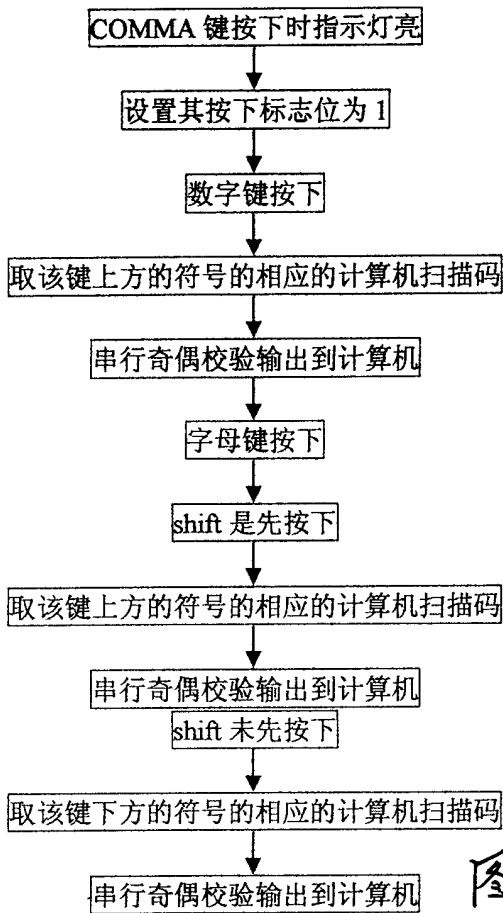 COMMA 键按下时指示灯亮
设置其按下标志位为 1
数字键按下
取该键上方的符号的相应的计算机扫描码
串行奇偶校验输出到计算机
字母键按下
shift 是先按下
取该键上方的符号的相应的计算机扫描码
串行奇偶校验输出到计算机
shift 未先按下
取该键下方的符号的相应的计算机扫描码
串行奇偶校验输出到计算机
图